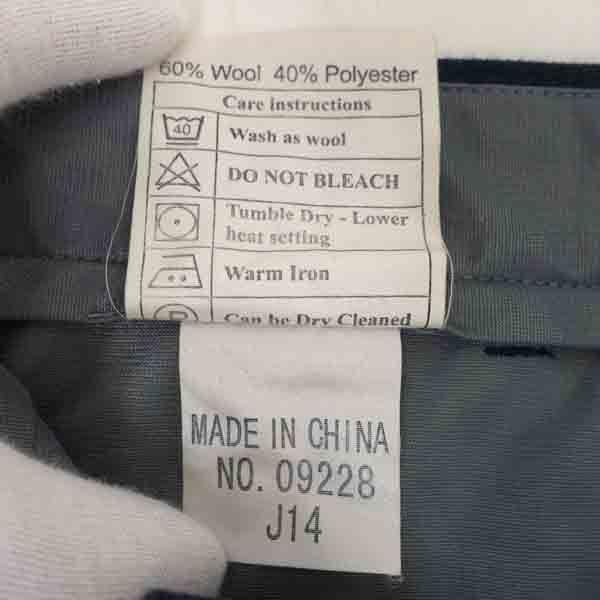 60% Wool 40% Polyester
Care instructions
40
Wash as wool
DO NOT BLEACH
Tumble Dry - Lower
heat setting
Warm Iron
P
Can be Dry Cleaned
MADE IN CHINA
NO. 09228
J14